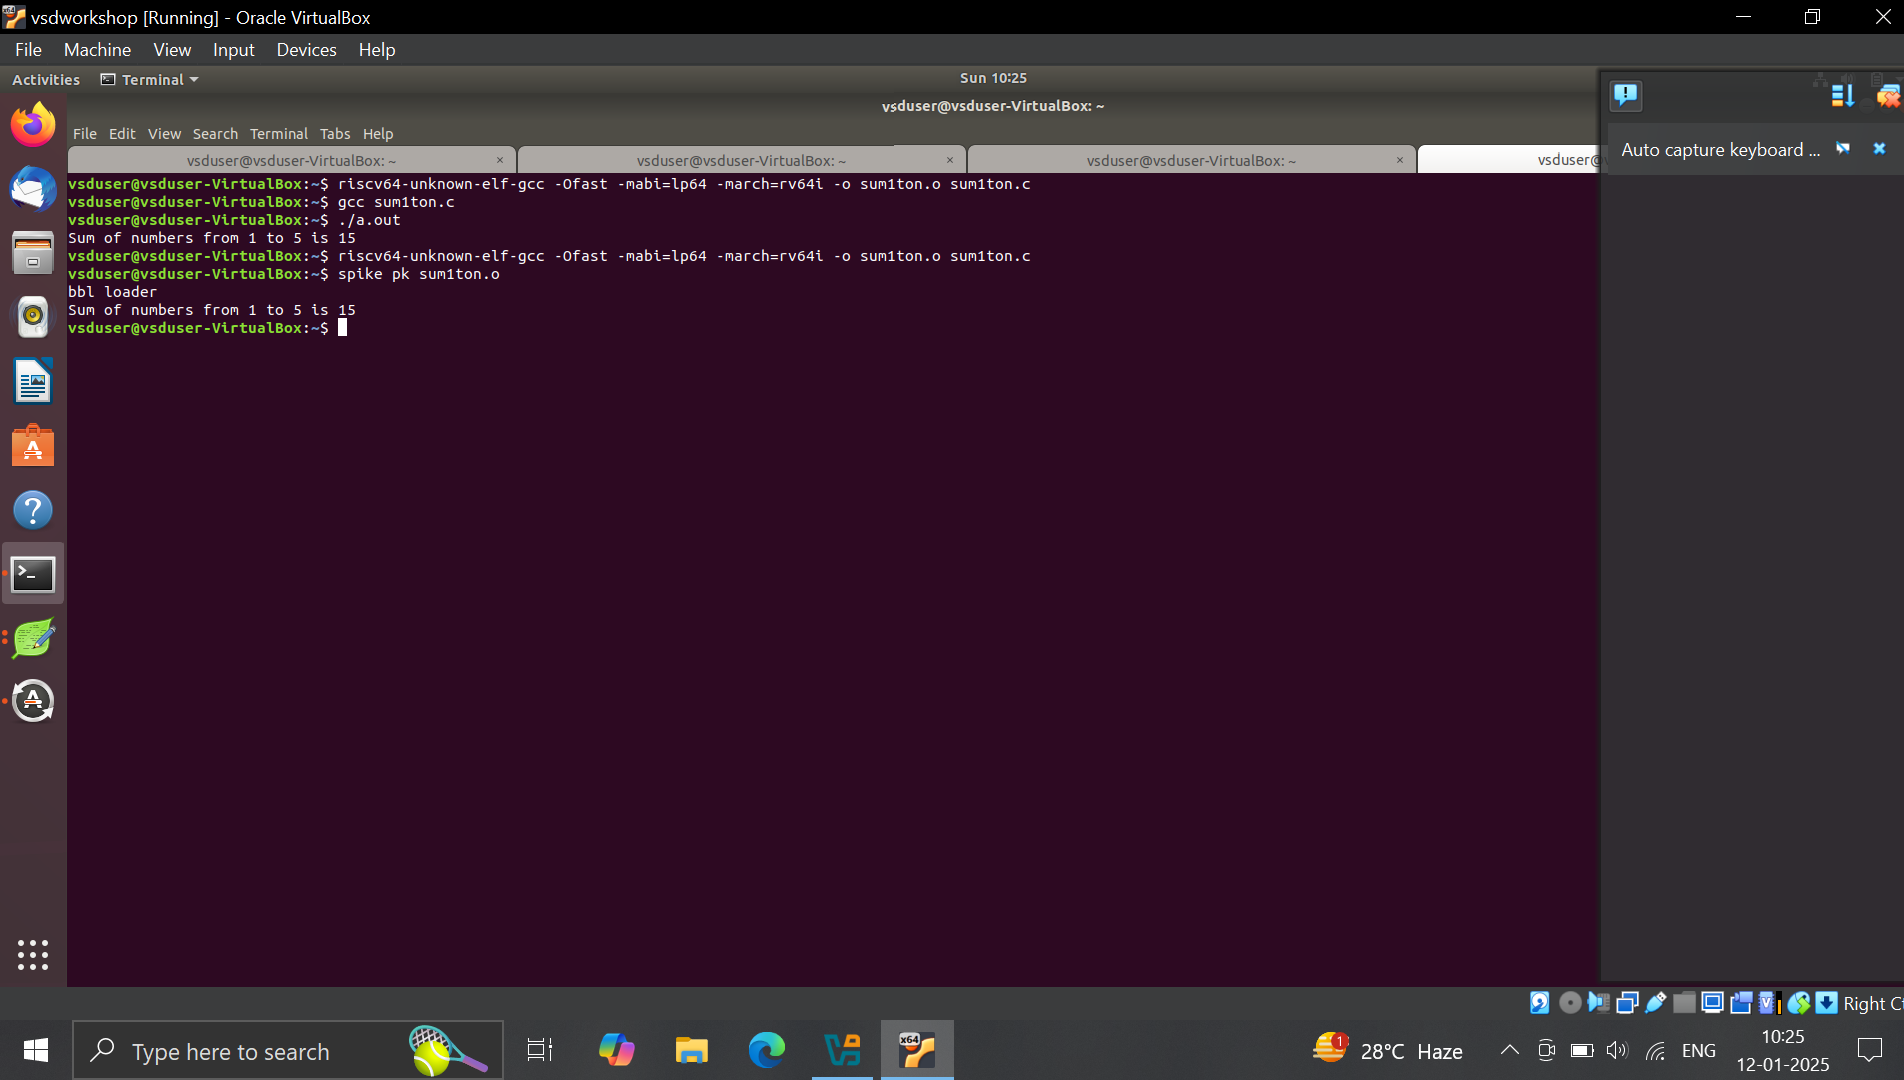 vsdworkshop [Running] - Oracle VirtualBox
File Machine View Input Devices Help
Activities Terminal Sun 10:25
vsduser@vsduser-VirtualBox: ~
File Edit View Search Terminal Tabs Help
vsduser@vsduser-VirtualBox: ~ × vsduser@vsduser-VirtualBox: ~ × vsduser@vsduser-VirtualBox: ~ × vsduser@
Auto capture keyboard ...
vsduser@vsduser-VirtualBox:~$ riscv64-unknown-elf-gcc -Ofast -mabi=lp64 -march=rv64i -o sum1ton.o sum1ton.c
vsduser@vsduser-VirtualBox:~$ gcc sum1ton.c
vsduser@vsduser-VirtualBox:~$ ./a.out
Sum of numbers from 1 to 5 is 15
vsduser@vsduser-VirtualBox:~$ riscv64-unknown-elf-gcc -Ofast -mabi=lp64 -march=rv64i -o sum1ton.o sum1ton.c
vsduser@vsduser-VirtualBox:~$ spike pk sum1ton.o
bbl loader
Sum of numbers from 1 to 5 is 15
vsduser@vsduser-VirtualBox:~$
Right C
Type here to search
x64
1
28°C Haze
ENG
10:25
12-01-2025